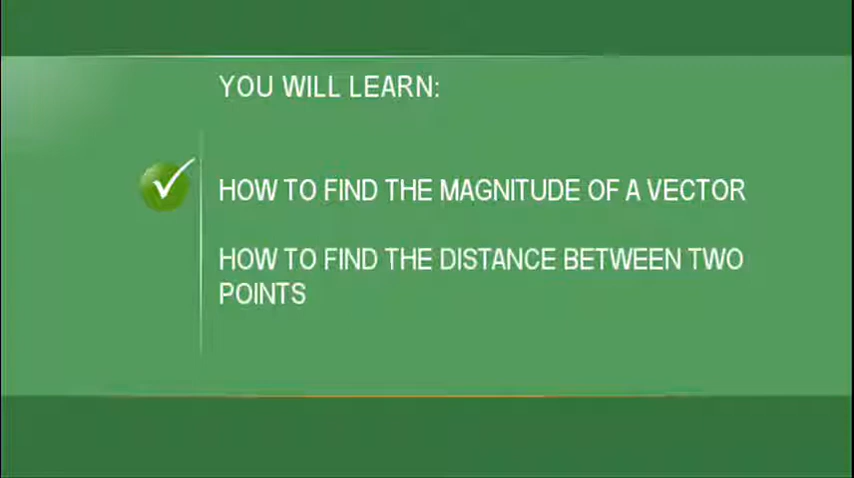 YOU WILL LEARN:
HOW TO FIND THE MAGNITUDE OF A VECTOR
HOW TO FIND THE DISTANCE BETWEEN TWO
POINTS